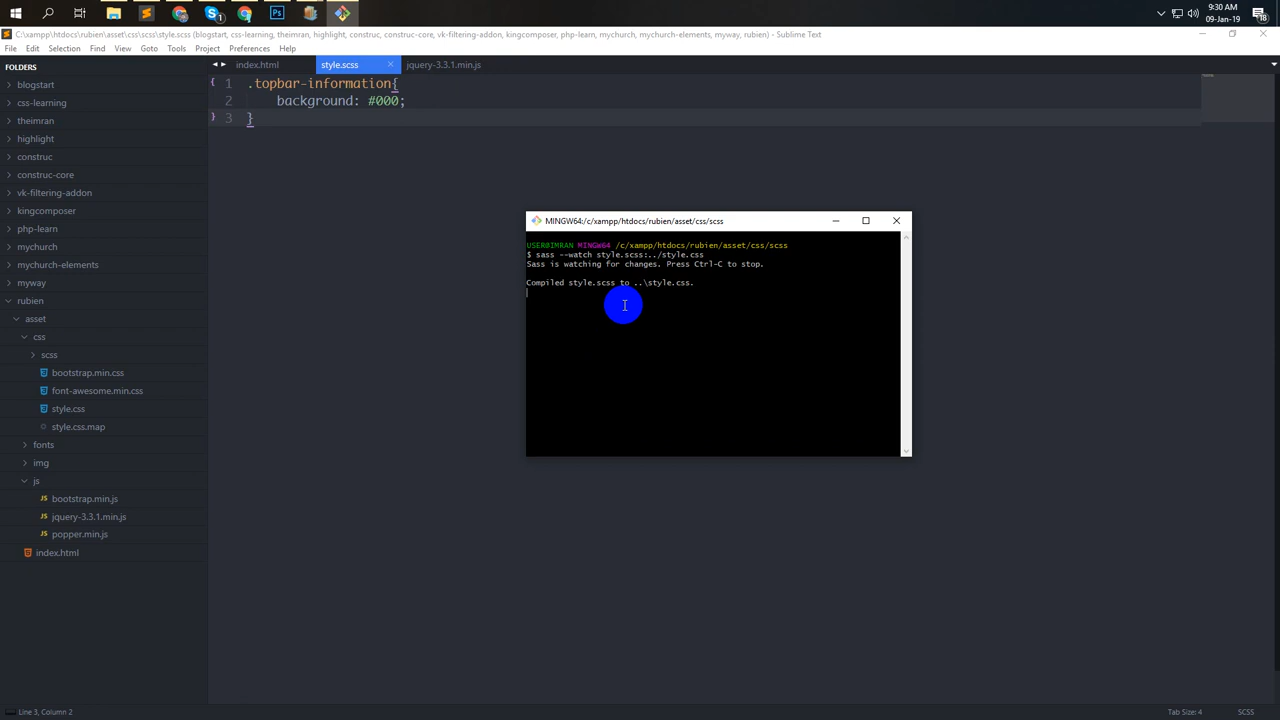 9:30 AM
09-Jan-19
18
1
C:\xampp\htdocs\rubien\asset\css\scss\style.scss (blogstart, css-learning, theimran, highlight, construc, construc-core, vk-filtering-addon, kingcomposer, php-learn, mychurch, mychurch-elements, myway, rubien) - Sublime Text
File Edit Selection Find View Goto Tools Project Preferences Help
FOLDERS
blogstart
css-learning
theimran
highlight
construc
construc-core
vk-filtering-addon
kingcomposer
php-learn
mychurch
mychurch-elements
myway
rubien
asset
css
scss
bootstrap.min.css
font-awesome.min.css
style.css
style.css.map
fonts
img
js
JS bootstrap.min.js
JS jquery-3.3.1.min.js
JS popper.min.js
index.html
index.html style.scss jquery-3.3.1.min.js
1 .topbar-information{
2 background: #000;
3 }
MINGW64:/c/xampp/htdocs/rubien/asset/css/scss
USER@IMRAN MINGW64 /c/xampp/htdocs/rubien/asset/css/scss
$ sass --watch style.scss:../style.css
Sass is watching for changes. Press Ctrl-C to stop.
Compiled style.scss to ..\style.css.
Line 3, Column 2
Tab Size: 4
SCSS